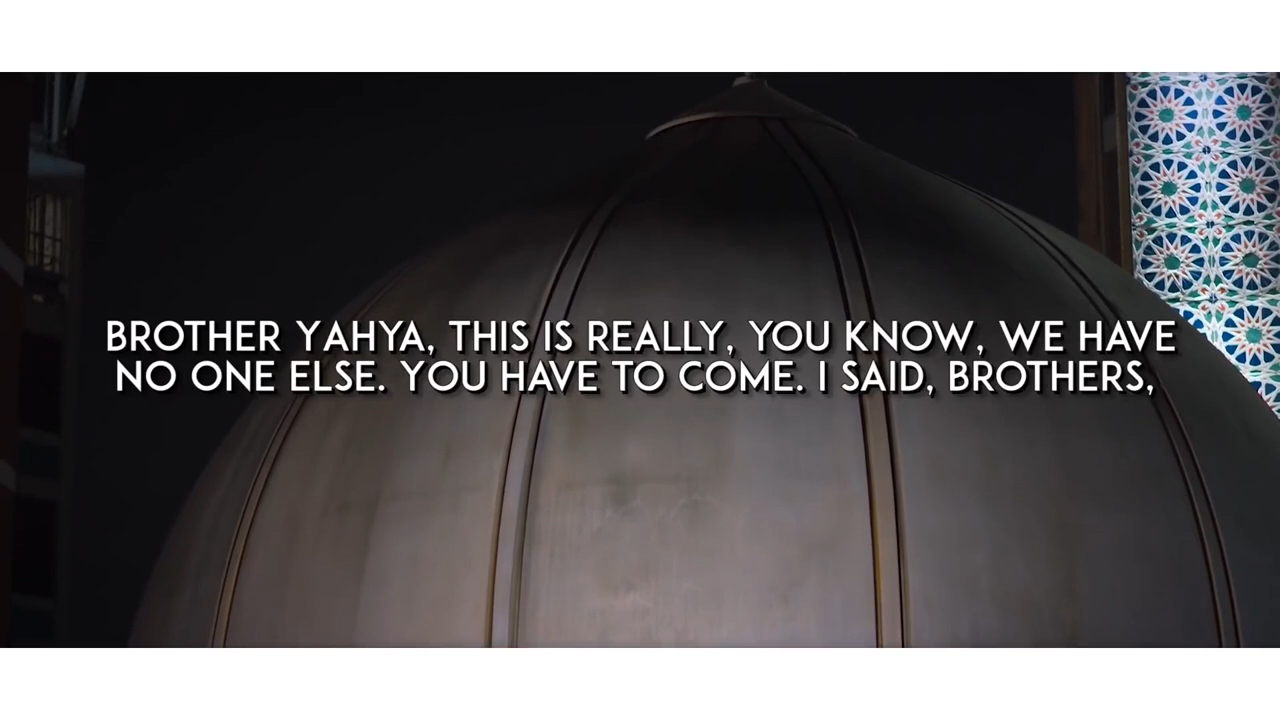 BROTHER YAHYA, THIS IS REALLY, YOU KNOW, WE HAVE
NO ONE ELSE. YOU HAVE TO COME. I SAID, BROTHERS,